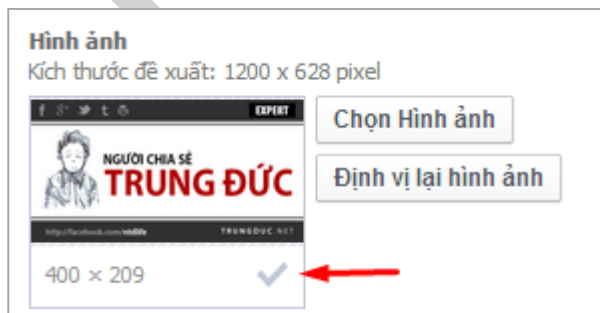 Hình ảnh
Kích thước đề xuất: 1200 x 628 pixel
EXPERT
NGƯỜI CHIA SẺ
TRUNG ĐỨC
http://facebook.com/ntdlife
TRUNGDUC.NET
400 × 209
Chọn Hình ảnh
Định vị lại hình ảnh